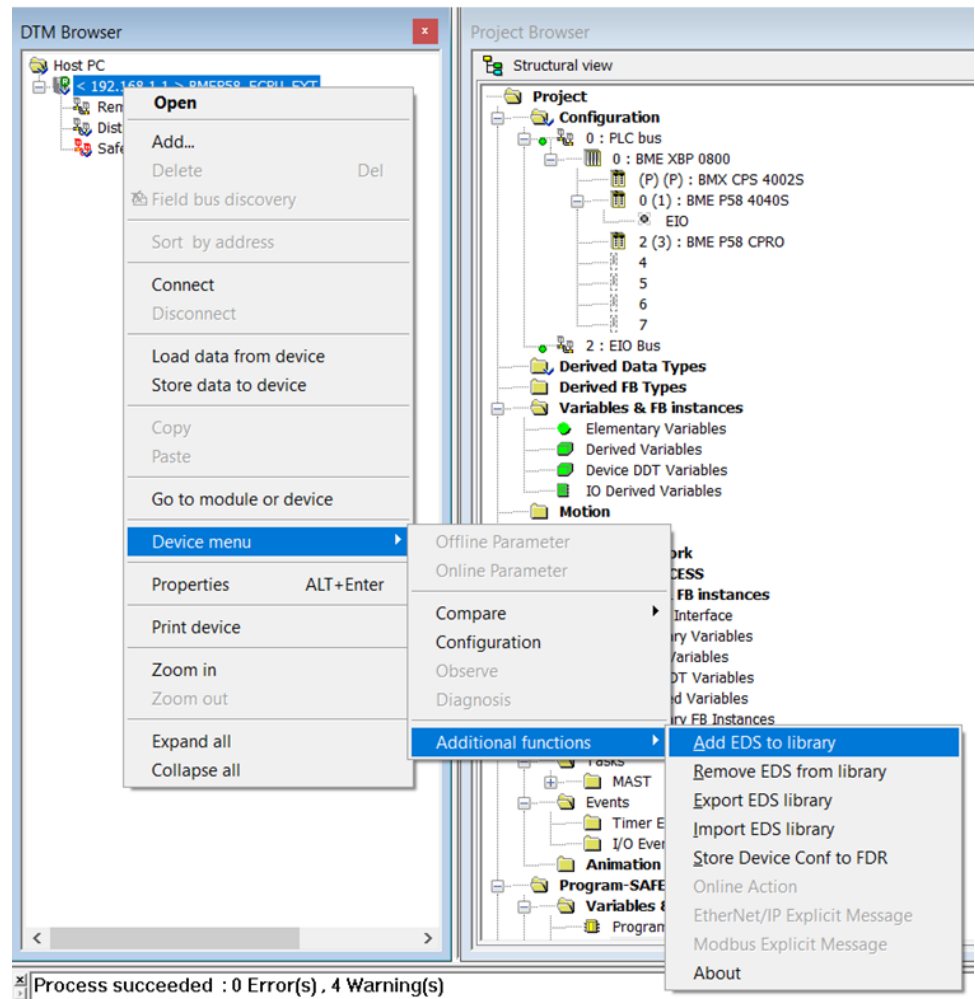 DTM Browser
Host PC
< 192.168.1.1 > BMEP58_ECPU_EXT
Rem
Dist
Safe
Open
Add...
Delete Del
Field bus discovery
Sort by address
Connect
Disconnect
Load data from device
Store data to device
Copy
Paste
Go to module or device
Device menu
Properties ALT+Enter
Print device
Zoom in
Zoom out
Expand all
Collapse all
Offline Parameter
Online Parameter
Compare
Configuration
Observe
Diagnosis
Additional functions
Add EDS to library
Remove EDS from library
Export EDS library
Import EDS library
Store Device Conf to FDR
Online Action
EtherNet/IP Explicit Message
Modbus Explicit Message
About
Project Browser
Structural view
Project
Configuration
0 : PLC bus
0 : BME XBP 0800
(P) (P) : BMX CPS 4002S
0 (1) : BME P58 4040S
EIO
2 (3) : BME P58 CPRO
4
5
6
7
2 : EIO Bus
Derived Data Types
Derived FB Types
Variables & FB instances
Elementary Variables
Derived Variables
Device DDT Variables
IO Derived Variables
Motion
ork
CESS
FB instances
Interface
ry Variables
Variables
DT Variables
d Variables
ry FB Instances
Tasks
MAST
Events
Timer E
I/O Ever
Animation
Program-SAFE
Variables &
Program
Process succeeded : 0 Error(s) , 4 Warning(s)